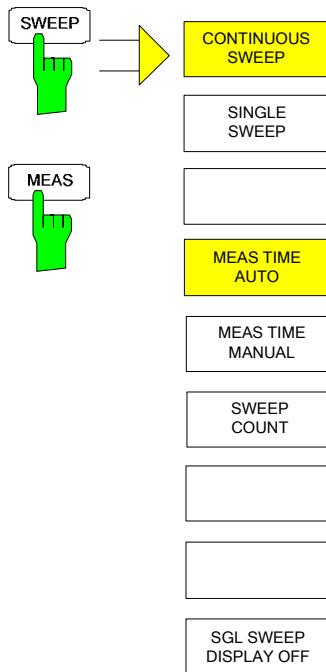 SWEEP
CONTINUOUS
SWEEP
SINGLE
SWEEP
MEAS
MEAS TIME
AUTO
MEAS TIME
MANUAL
SWEEP
COUNT
SGL SWEEP
DISPLAY OFF